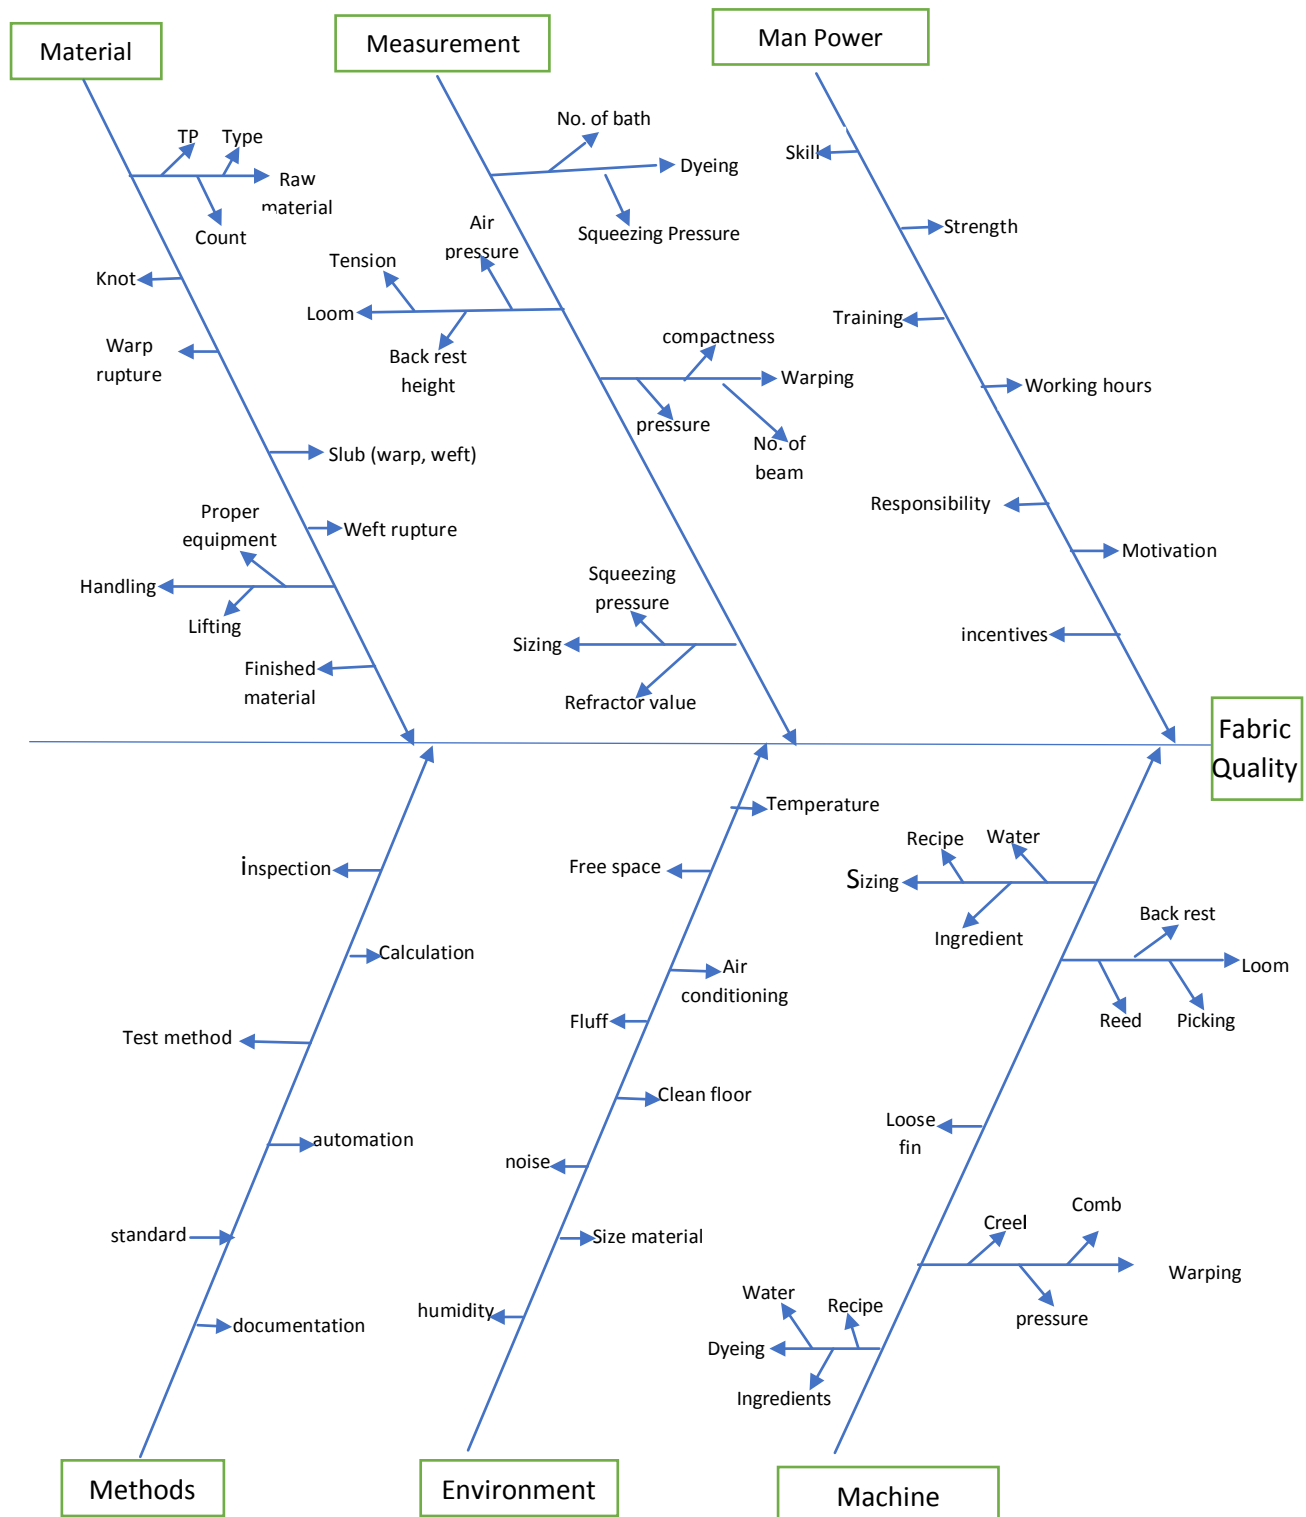 Material
Measurement
Man Power
TP
Type
Raw
material
Count
Knot
Warp
rupture
Slub (warp, weft)
Weft rupture
Proper
equipment
Handling
Lifting
Finished
material
No. of bath
Dyeing
Squeezing Pressure
Air
pressure
Tension
Loom
Back rest
height
compactness
Warping
pressure
No. of
beam
Squeezing
pressure
Sizing
Refractor value
Skill
Strength
Training
Working hours
Responsibility
Motivation
incentives
Fabric
Quality
inspection
Calculation
Test method
automation
standard
documentation
Temperature
Free space
Air
conditioning
Fluff
Clean floor
noise
Size material
humidity
Recipe
Water
Sizing
Ingredient
Back rest
Loom
Reed
Picking
Loose
fin
Creel
Comb
Warping
pressure
Water
Recipe
Dyeing
Ingredients
Methods
Environment
Machine